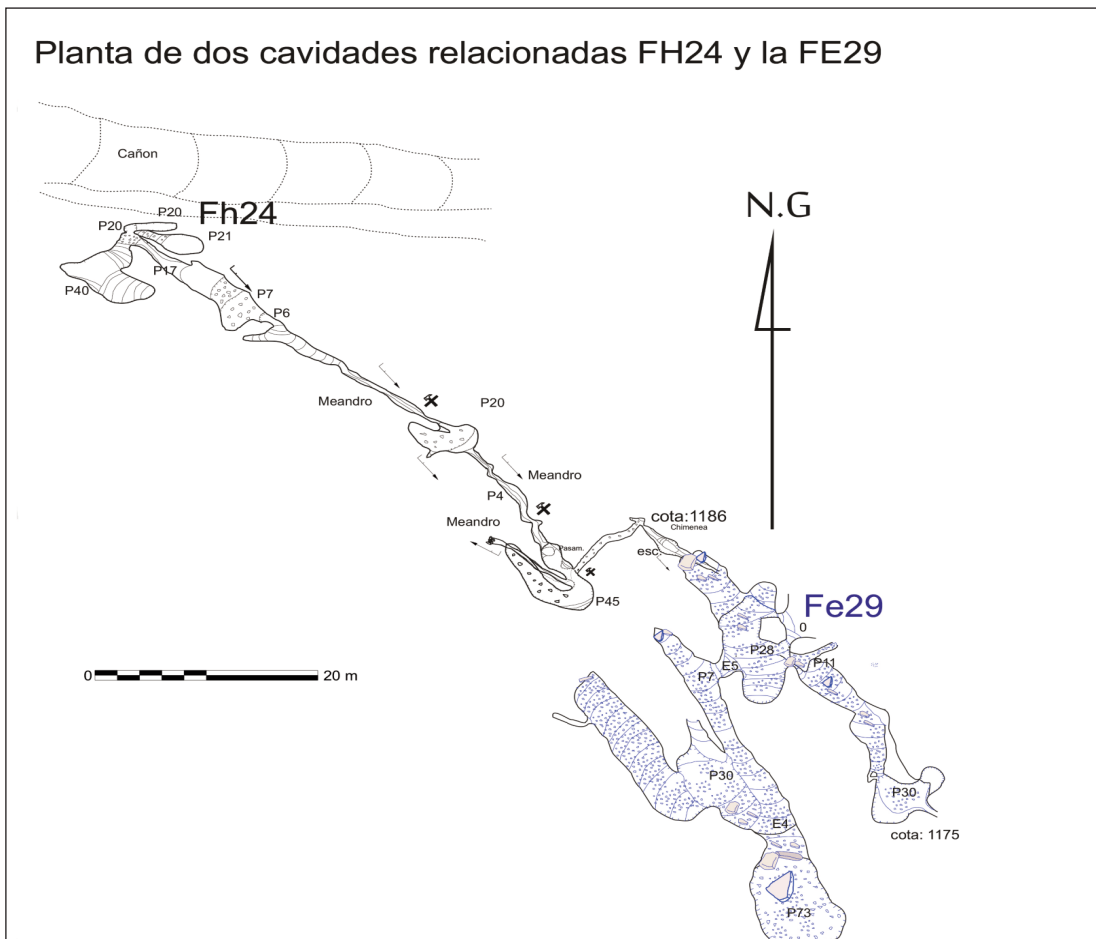 Planta de dos cavidades relacionadas FH24 y la FE29
Cañon
N.G
P20
P20
Fh24
P21
P17
P40
P7
P6
Meandro
P20
Meandro
P4
Meandro
cota:1186
Chimenea
Pasam.
esc.
P45
Fe29
0
P28
E5
P11
P7
0
20 m
P30
P30
E4
cota: 1175
P73